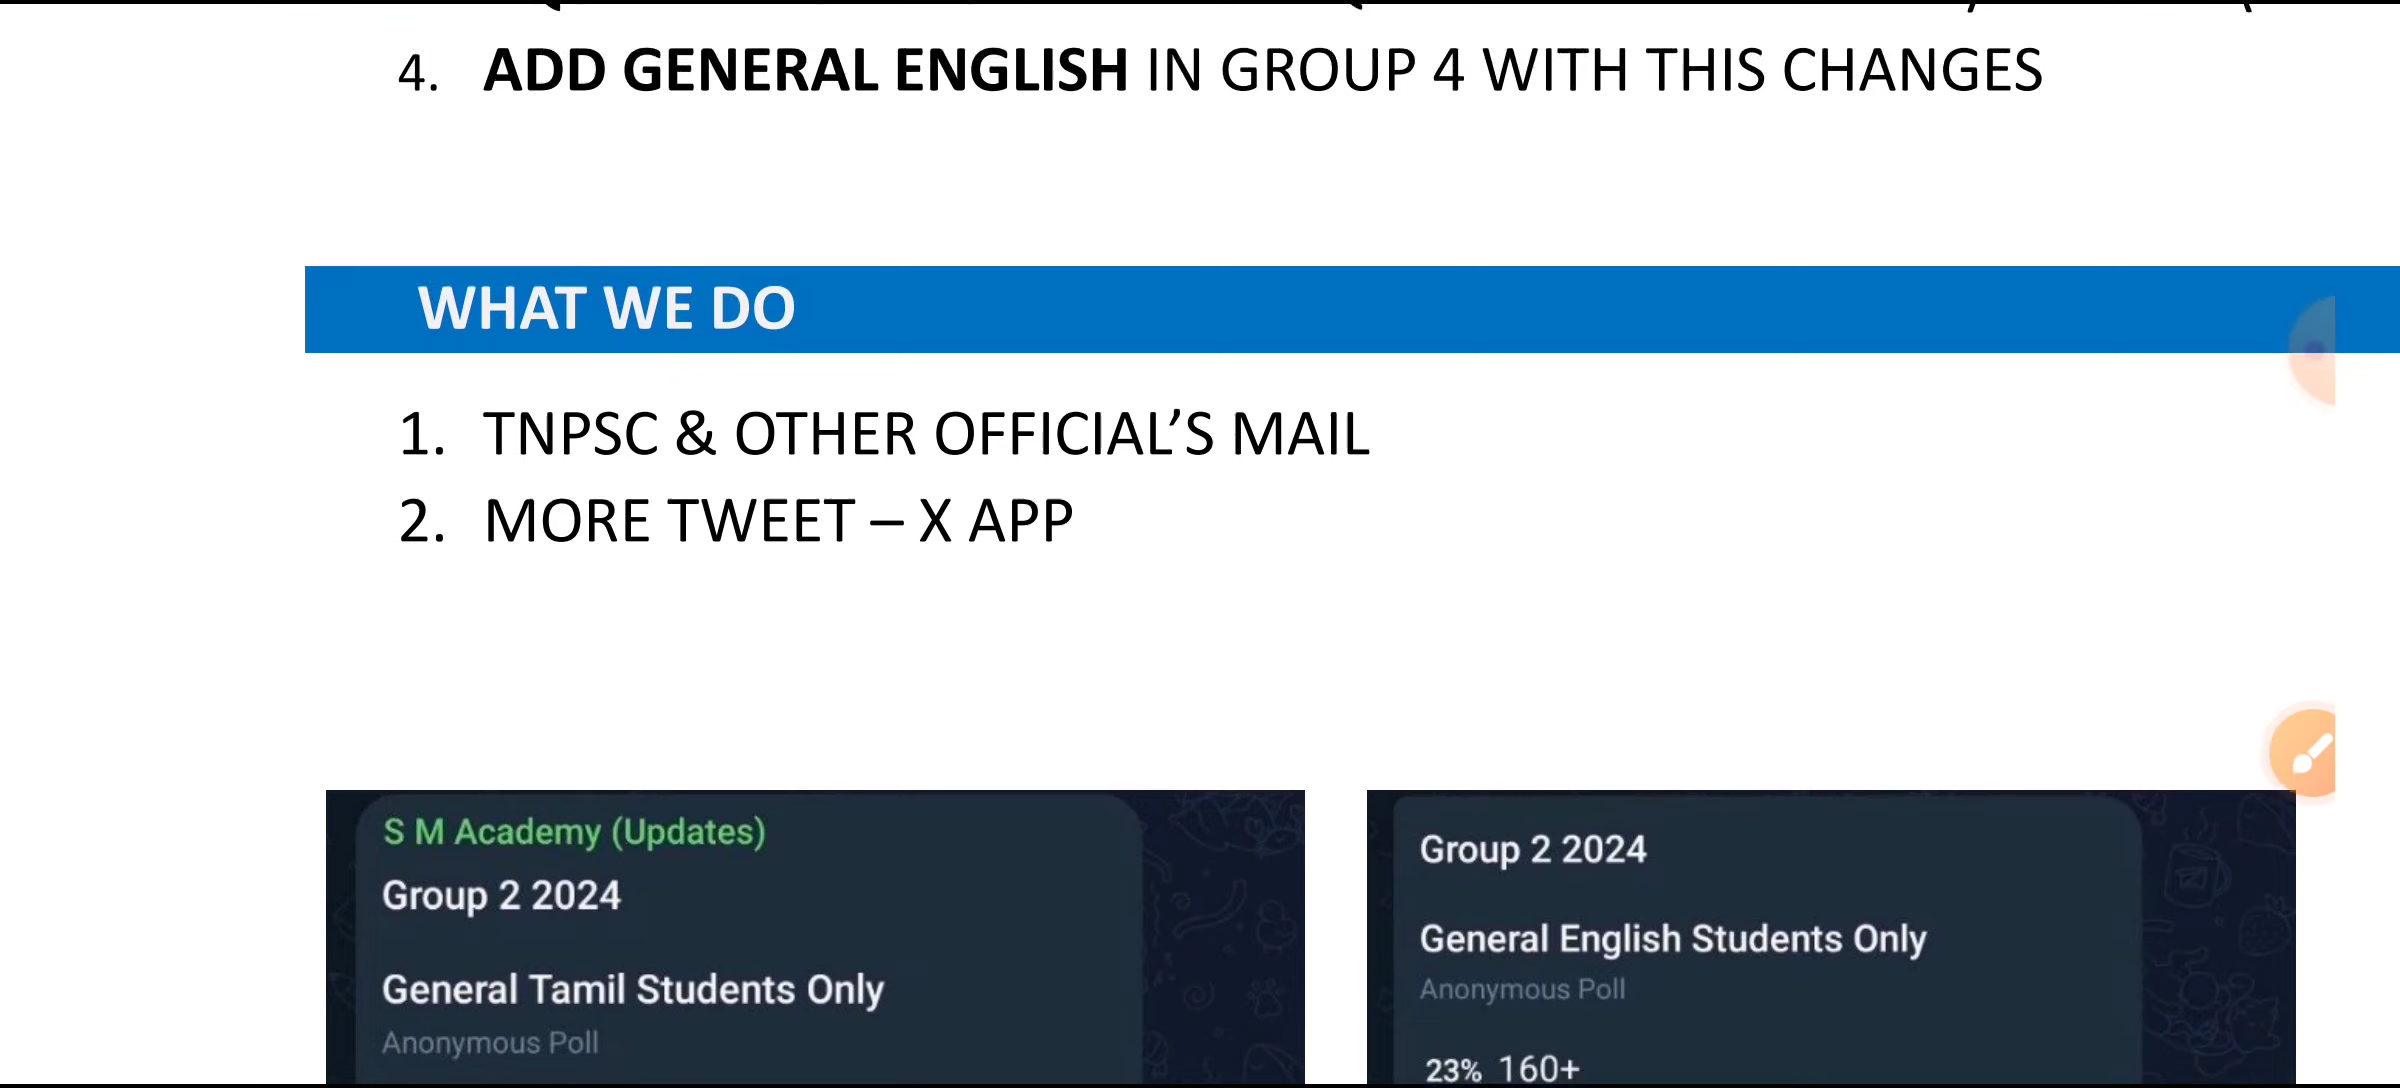 4. ADD GENERAL ENGLISH IN GROUP 4 WITH THIS CHANGES
WHAT WE DO
1. TNPSC & OTHER OFFICIAL’S MAIL
2. MORE TWEET – X APP
S M Academy (Updates)
Group 2 2024
General Tamil Students Only
Anonymous Poll
Group 2 2024
General English Students Only
Anonymous Poll
23% 160+